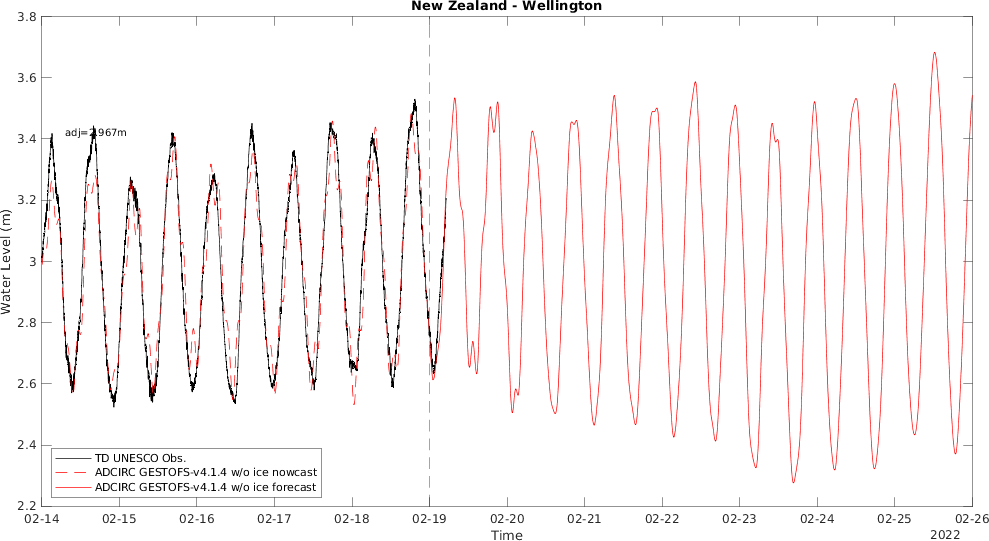 New Zealand - Wellington
3.8
3.6
3.4
3.2
3
2.8
2.6
2.4
2.2
Water Level (m)
adj=2.967m
TD UNESCO Obs.
ADCIRC GESTOFS-v4.1.4 w/o ice nowcast
ADCIRC GESTOFS-v4.1.4 w/o ice forecast
02-14 02-15 02-16 02-17 02-18 02-19 02-20 02-21 02-22 02-23 02-24 02-25 02-26
Time
2022